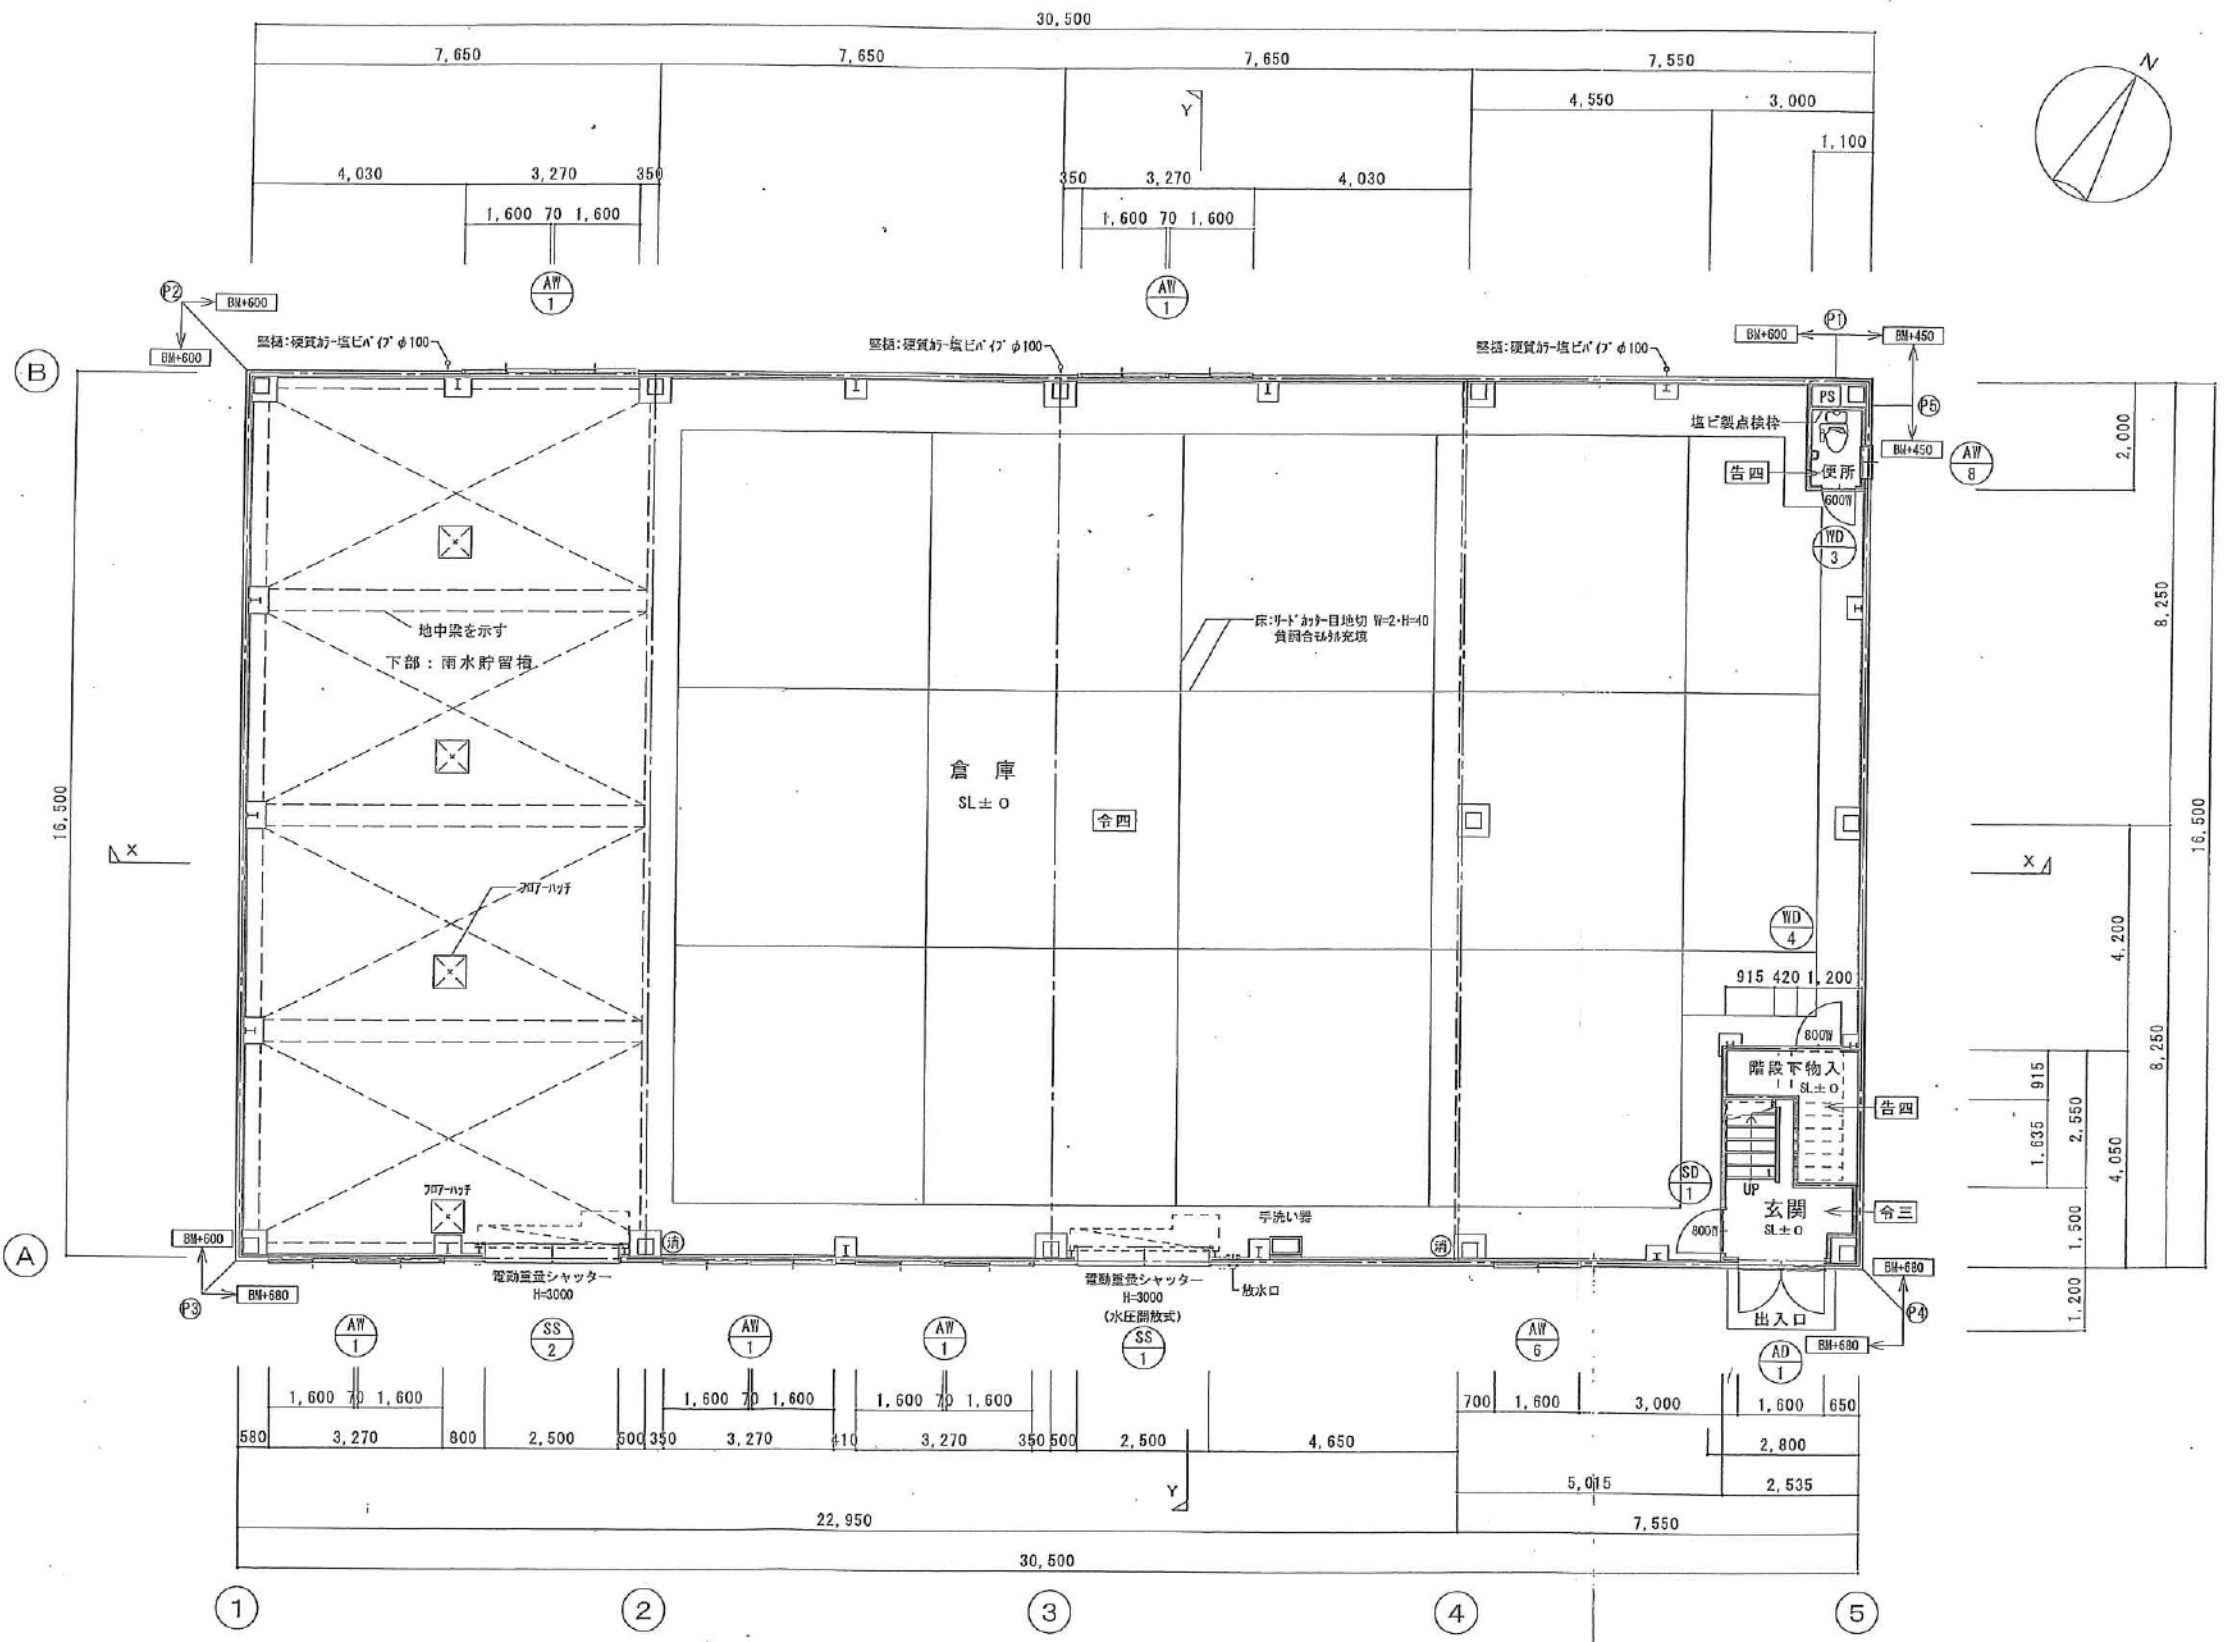 30,500
7,650 7,650 7,650 7,550
4,550 3,000
1,100
Y
N
4,030 3,270 350
350 3,270 4,030
1,600 70 1,600
1,600 70 1,600
AW
1
AW
1
P2
BM+600
BM+600
P1
BM+600
BM+450
竪樋:硬質ｶﾗｰ塩ﾋﾞﾊﾟｲﾌﾟφ100
竪樋:硬質ｶﾗｰ塩ﾋﾞﾊﾟｲﾌﾟφ100
竪樋:硬質ｶﾗｰ塩ﾋﾞﾊﾟｲﾌﾟφ100
B
PS
P5
塩ビ製点検枠
BM+450
AW
8
2,000
告四
便所
600W
WD
3
地中梁を示す
下部：雨水貯留槽
床:ﾘｰﾄﾞｶｯﾀｰ目地切 W=2・H=40
貧調合ﾓﾙﾀﾙ充填
8,250
倉庫
SL±0
令四
16,500
16,500
X
X
ﾌﾛｱｰﾊｯﾁ
WD
4
915 420 1,200
4,200
8,250
800W
階段下物入
SL±0
告四
915
1,635
2,550
4,050
SD
1
UP
玄関
SL±0
令三
800W
1,500
1,200
ﾌﾛｱｰﾊｯﾁ
手洗い器
消
消
A
BM+600
BM+680
P3
電動重量シャッター
H=3000
電動重量シャッター
H=3000
(水圧開放式)
放水口
出入口
BM+680
P4
BM+680
AW
1
SS
2
AW
1
AW
1
SS
1
AW
6
AD
1
1,600 70 1,600
1,600 70 1,600
1,600 70 1,600
700 1,600 3,000 1,600 650
580 3,270 800 2,500 500 350 3,270 410 3,270 350 500 2,500 4,650
2,800
5,015 2,535
Y
22,950 7,550
30,500
1 2 3 4 5